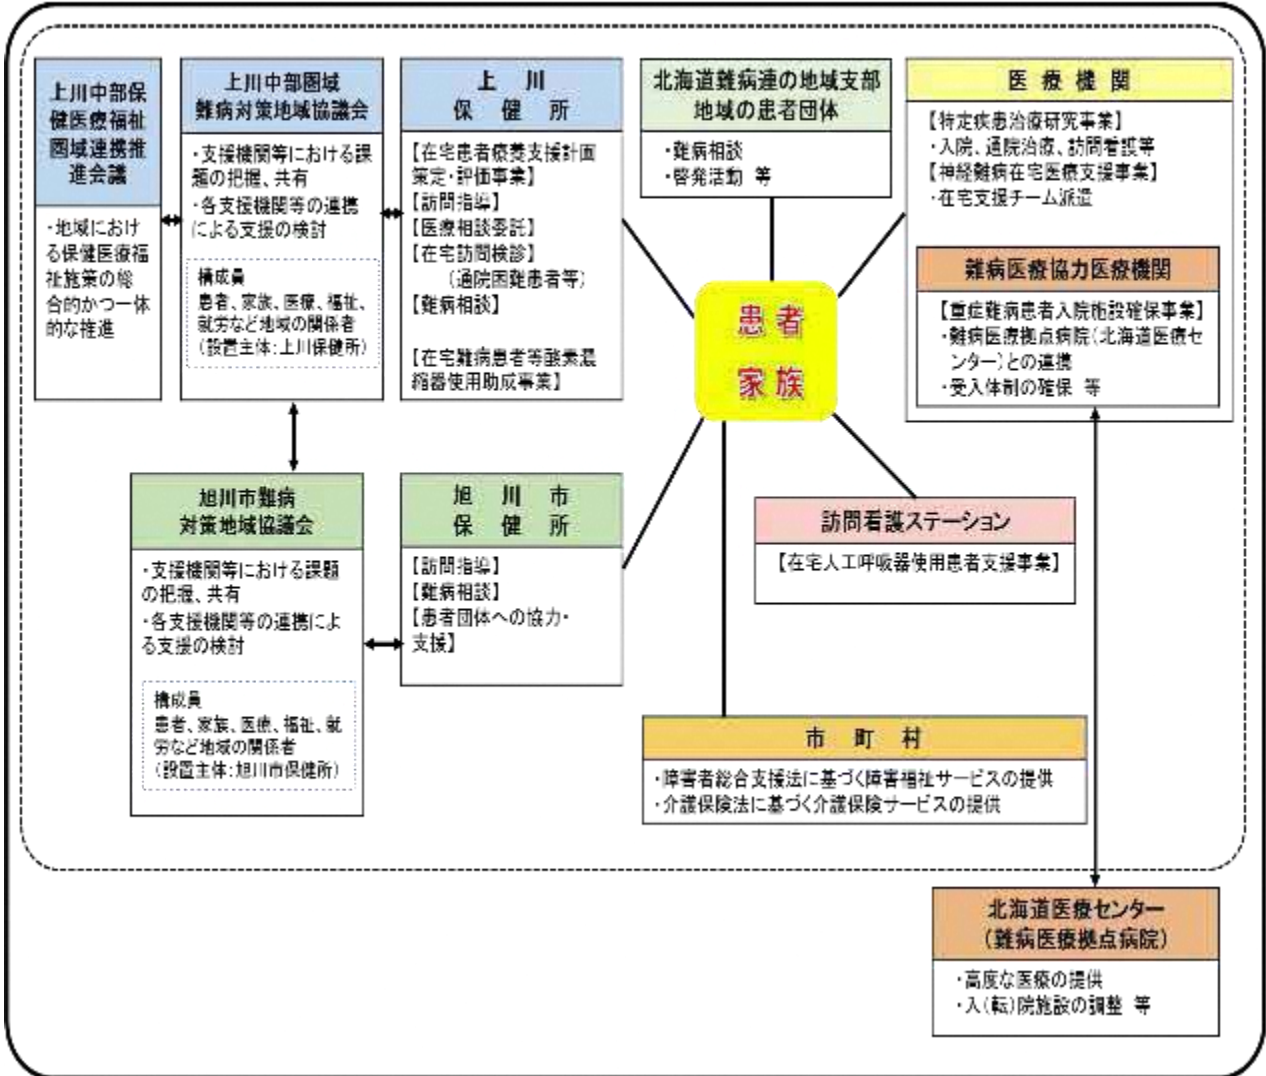 上川中部保
健医療福祉
圏域連携推
進会議
・地域におけ
る保健医療福
祉施策の総
合的かつ一体
的な推進
上川中部圏域
難病対策地域協議会
・支援機関等における課
題の把握、共有
・各支援機関等の連携
による支援の検討
構成員
患者、家族、医療、福祉、
就労など地域の関係者
(設置主体:上川保健所)
上 川
保 健 所
【在宅患者療養支援計画
策定・評価事業】
【訪問指導】
【医療相談委託】
【在宅訪問検診】
(通院困難患者等)
【難病相談】
【在宅難病患者等酸素濃
縮器使用助成事業】
北海道難病連の地域支部
地域の患者団体
・難病相談
・啓発活動 等
医 療 機 関
【特定疾患治療研究事業】
・入院、通院治療、訪問看護等
【神経難病在宅医療支援事業】
・在宅支援チーム派遣
難病医療協力医療機関
【重症難病患者入院施設確保事業】
・難病医療拠点病院(北海道医療セ
ンター)との連携
・受入体制の確保 等
患 者
家 族
旭川市難病
対策地域協議会
・支援機関等における課題
の把握、共有
・各支援機関等の連携によ
る支援の検討
構成員
患者、家族、医療、福祉、就
労など地域の関係者
(設置主体:旭川市保健所)
旭 川 市
保 健 所
【訪問指導】
【難病相談】
【患者団体への協力・
支援】
訪問看護ステーション
【在宅人工呼吸器使用患者支援事業】
市 町 村
・障害者総合支援法に基づく障害福祉サービスの提供
・介護保険法に基づく介護保険サービスの提供
北海道医療センター
(難病医療拠点病院)
・高度な医療の提供
・入(転)院施設の調整 等